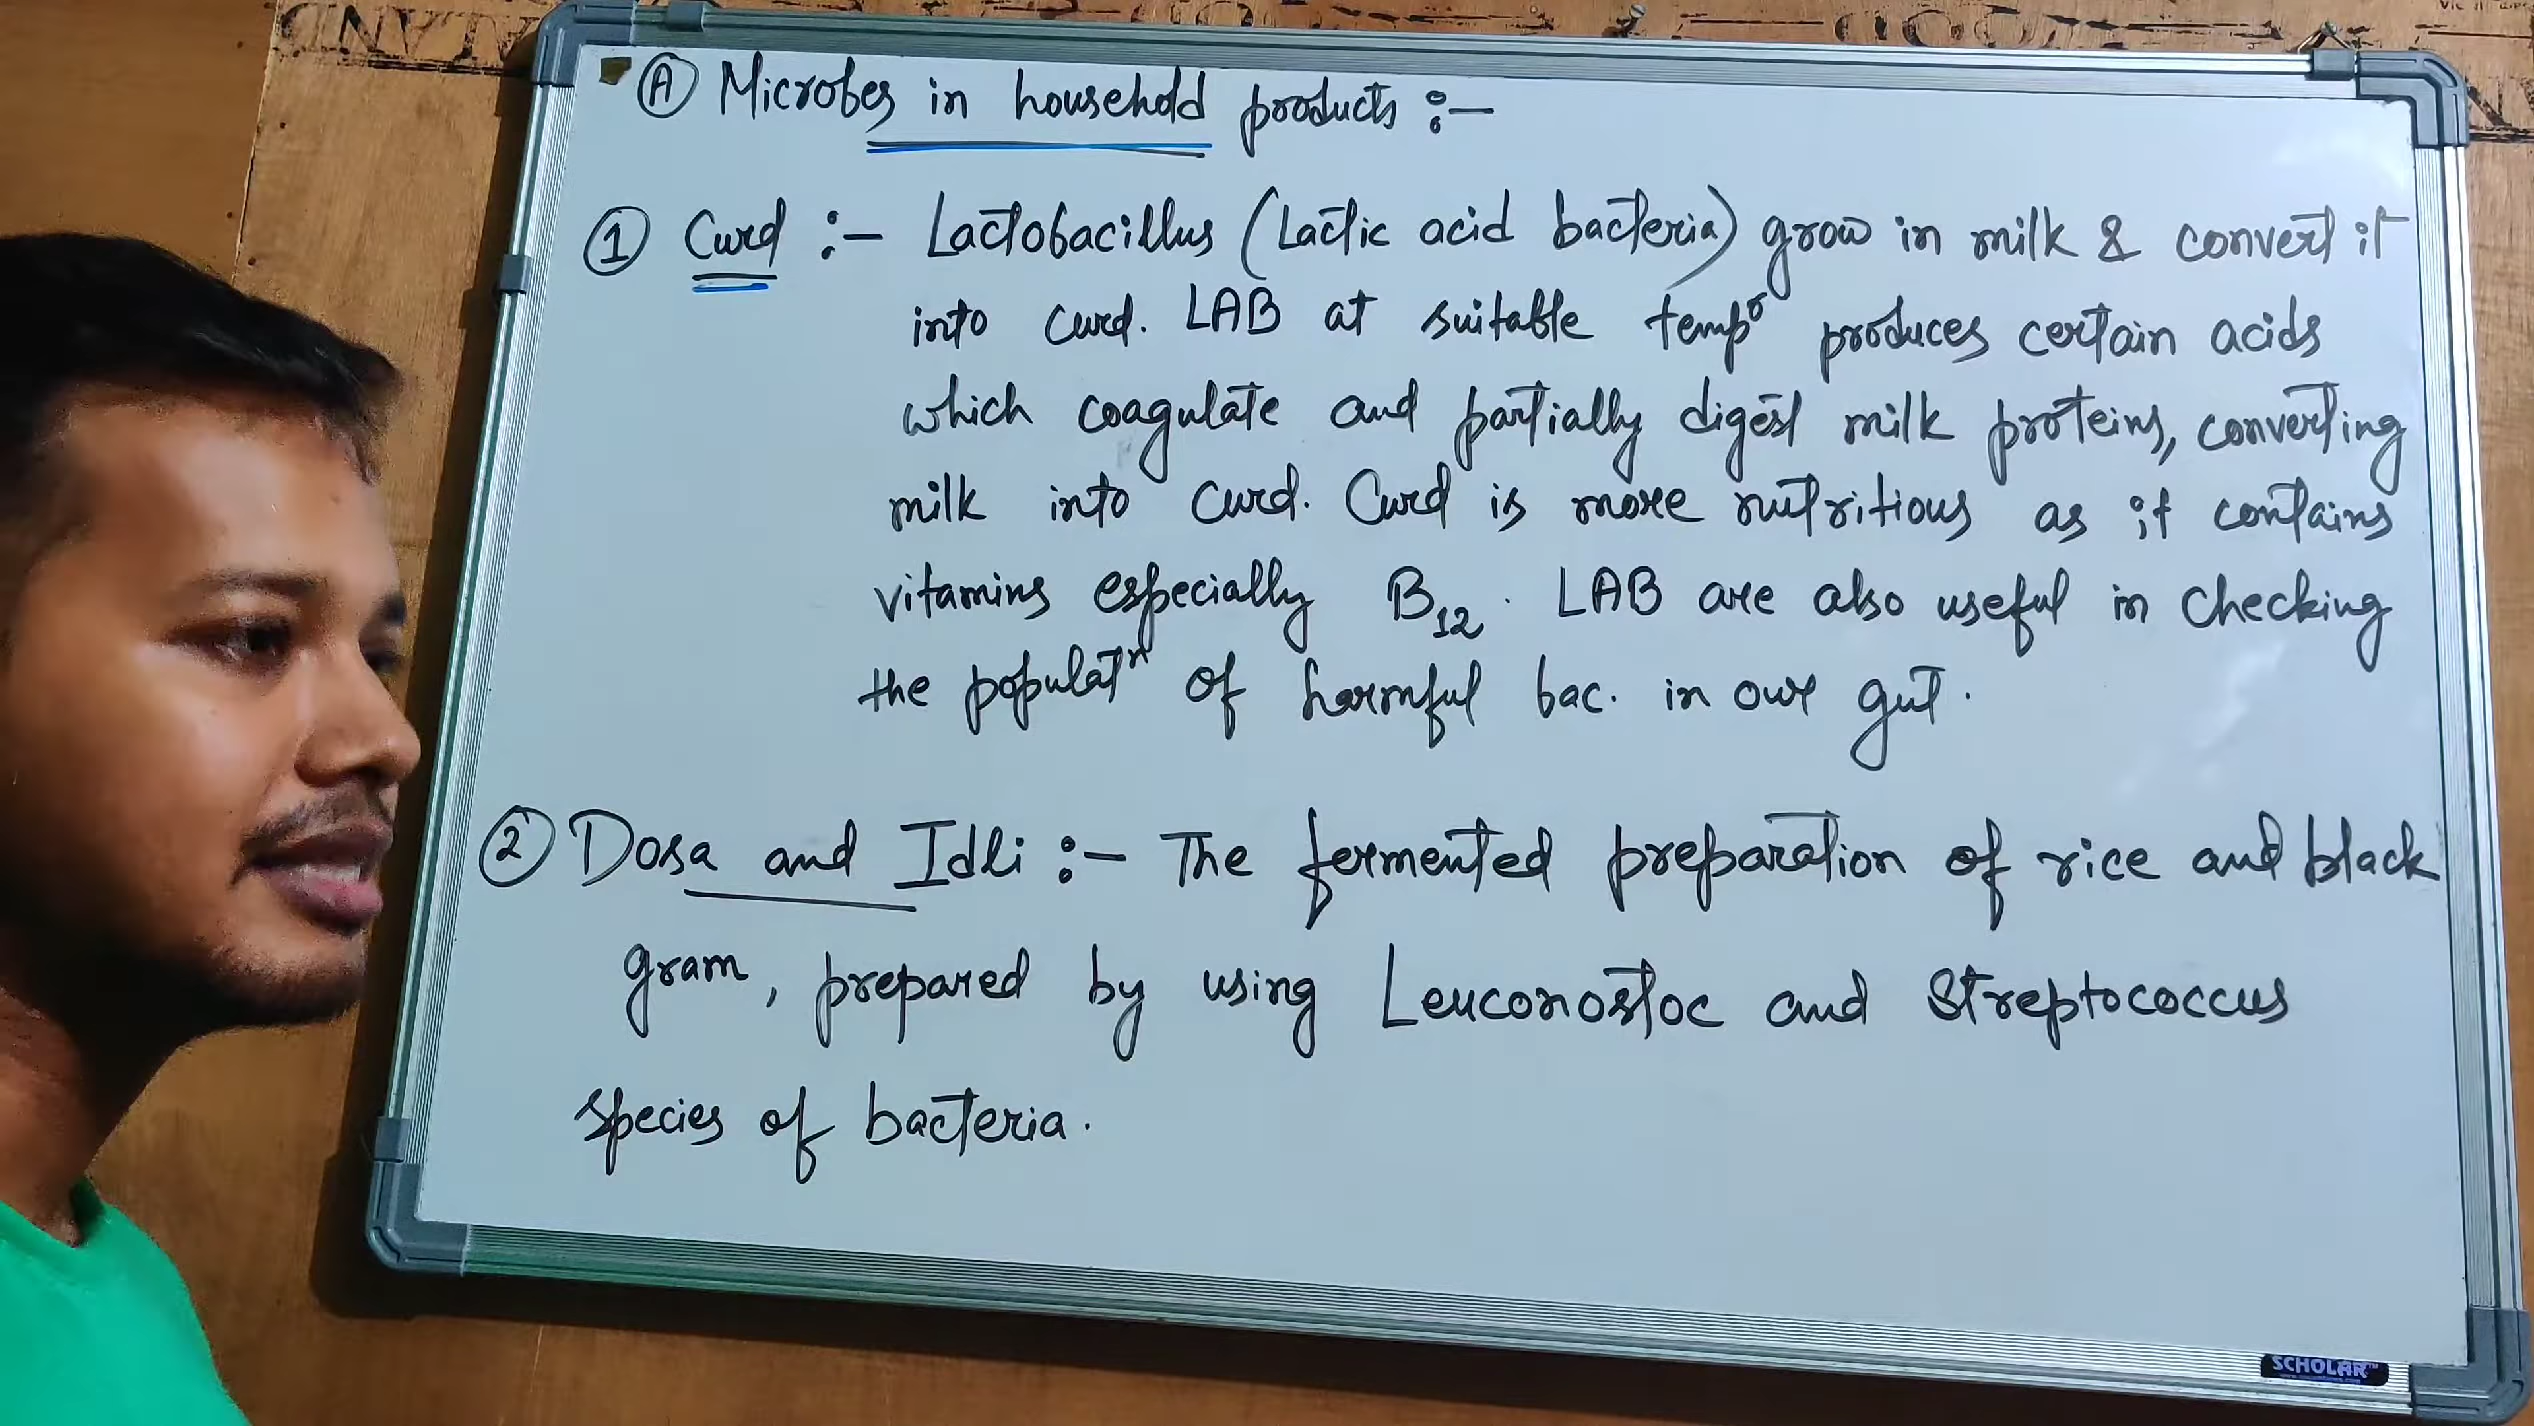 Ⓐ Microbes in household products :-
① Curd :- Lactobacillus (Lactic acid bacteria) grow in milk & convert it
into curd. LAB at suitable tempr produces certain acids
which coagulate and partially digest milk proteins, converting
milk into curd. Curd is more nutritious as it contains
vitamins especially B12. LAB are also useful in checking
the populatn of harmful bac. in our gut.
② Dosa and Idli :- The fermented preparation of rice and black
gram, prepared by using Leuconostoc and Streptococcus
species of bacteria.
SCHOLAR